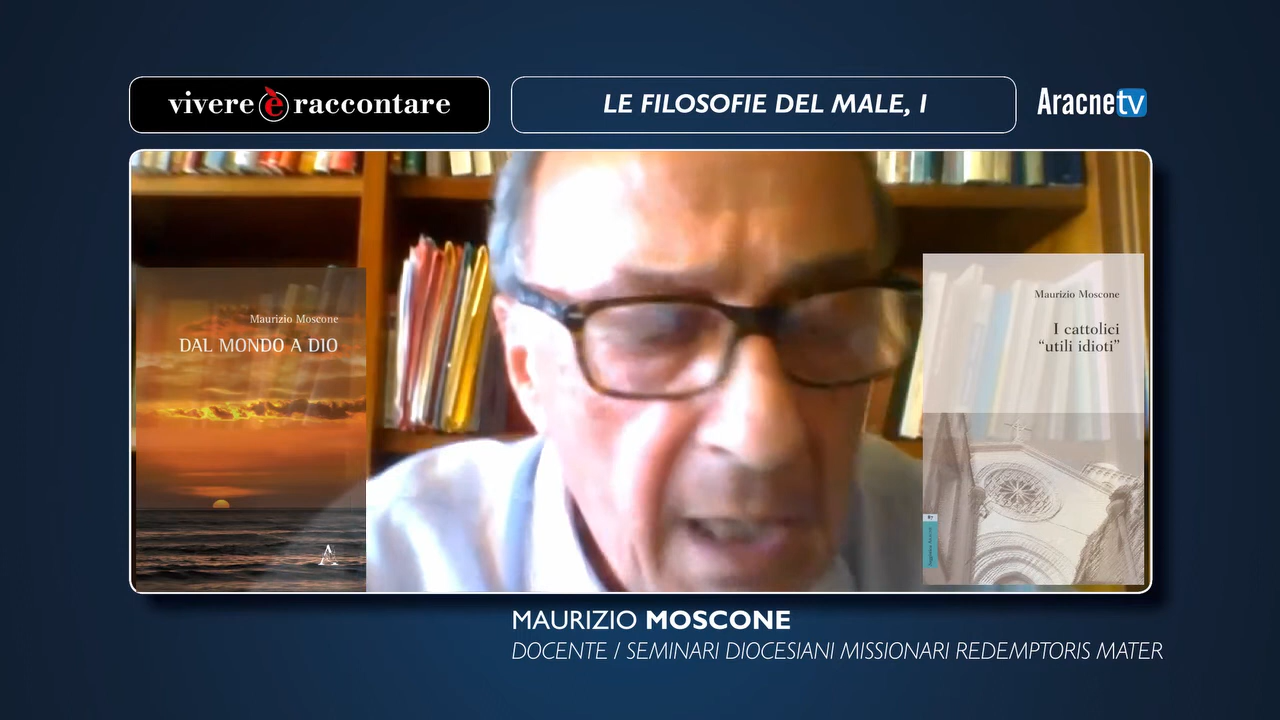 vivere è raccontare
LE FILOSOFIE DEL MALE, I
Aracne tv
Maurizio Moscone
DAL MONDO A DIO
Maurizio Moscone
I cattolici
“utili idioti”
87
MAURIZIO MOSCONE
DOCENTE / SEMINARI DIOCESIANI MISSIONARI REDEMPTORIS MATER